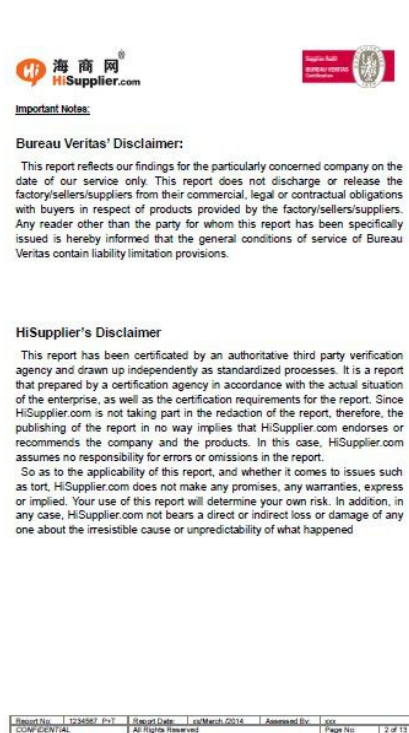 海商网®
HiSupplier.com
Supplier Audit
BUREAU VERITAS
Certification
Important Notes:
Bureau Veritas' Disclaimer:
This report reflects our findings for the particularly concerned company on the
date of our service only. This report does not discharge or release the
factory/sellers/suppliers from their commercial, legal or contractual obligations
with buyers in respect of products provided by the factory/sellers/suppliers.
Any reader other than the party for whom this report has been specifically
issued is hereby informed that the general conditions of service of Bureau
Veritas contain liability limitation provisions.
HiSupplier's Disclaimer
This report has been certificated by an authoritative third party verification
agency and drawn up independently as standardized processes. It is a report
that prepared by a certification agency in accordance with the actual situation
of the enterprise, as well as the certification requirements for the report. Since
HiSupplier.com is not taking part in the redaction of the report, therefore, the
publishing of the report in no way implies that HiSupplier.com endorses or
recommends the company and the products. In this case, HiSupplier.com
assumes no responsibility for errors or omissions in the report.
So as to the applicability of this report, and whether it comes to issues such
as tort, HiSupplier.com does not make any promises, any warranties, express
or implied. Your use of this report will determine your own risk. In addition, in
any case, HiSupplier.com not bears a direct or indirect loss or damage of any
one about the irresistible cause or unpredictability of what happened
Report No: 1234567_P+T Report Date: xx/March /2014 Assessed By: xxx
CONFIDENTIAL All Rights Reserved Page No: 2 of 13